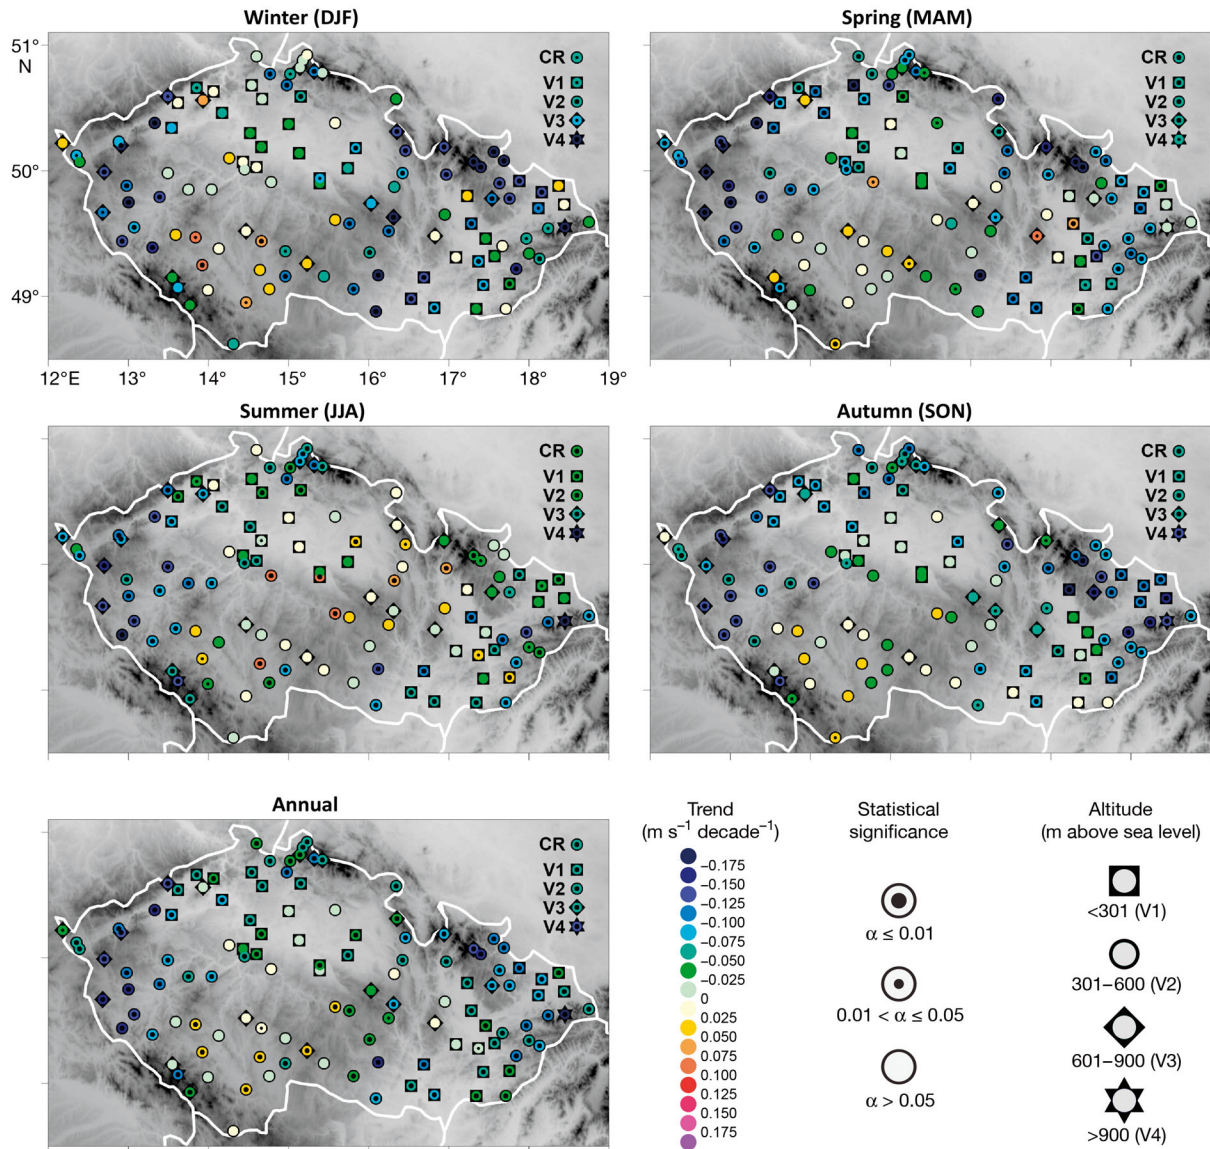 Winter (DJF)
Spring (MAM)
51°
N
50°
49°
CR
V1
V2
V3
V4
CR
V1
V2
V3
V4
12°E
13°
14°
15°
16°
17°
18°
19°
Summer (JJA)
Autumn (SON)
CR
V1
V2
V3
V4
CR
V1
V2
V3
V4
Annual
CR
V1
V2
V3
V4
Trend
(m s⁻¹ decade⁻¹)
-0.175
-0.150
-0.125
-0.100
-0.075
-0.050
-0.025
0
0.025
0.050
0.075
0.100
0.125
0.150
0.175
Statistical
significance
α ≤ 0.01
0.01 < α ≤ 0.05
α > 0.05
Altitude
(m above sea level)
<301 (V1)
301–600 (V2)
601–900 (V3)
>900 (V4)